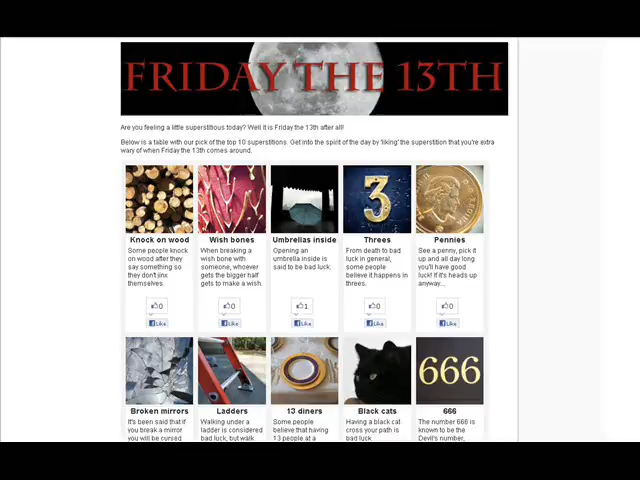 FRIDAY THE 13TH
Are you feeling a little superstitious today? Well it is Friday the 13th after all!
Below is a table with our pick of the top 10 superstitions. Get into the spirit of the day by 'liking' the superstition that you're extra
wary of when Friday the 13th comes around.
3
Knock on wood
Some people knock
on wood after they
say something so
they don't jinx
themselves.
0
Like
Wish bones
When breaking a
wish bone with
someone, whoever
gets the bigger half
gets to make a wish.
0
Like
Umbrellas inside
Opening an
umbrella inside is
said to be bad luck.
1
Like
Threes
From death to bad
luck in general,
some people
believe it happens in
threes.
0
Like
Pennies
See a penny, pick it
up and all day long
you'll have good
luck! If it's heads up
anyway...
0
Like
666
Broken mirrors
It's been said that if
you break a mirror
you will be cursed
Ladders
Walking under a
ladder is considered
bad luck, but walk
13 diners
Some people
believe that having
13 people at a
Black cats
Having a black cat
cross your path is
bad luck.
666
The number 666 is
known to be the
Devil's number,